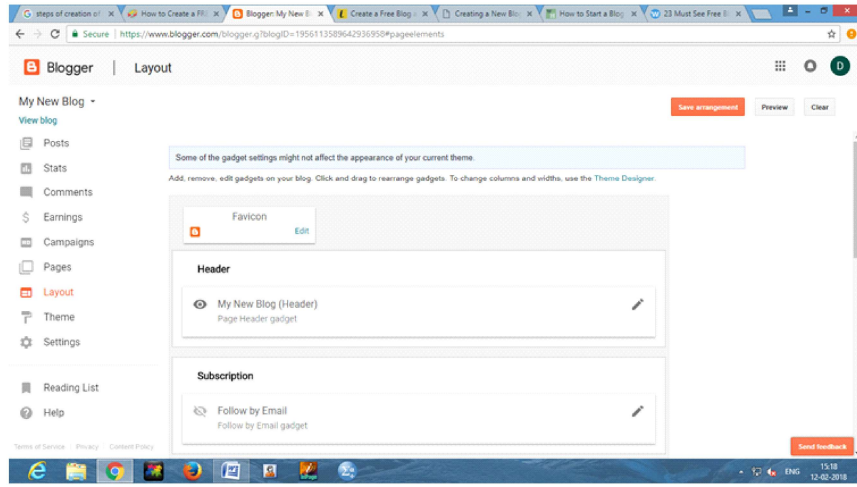 steps of creation of
How to Create a FRE
Blogger: My New B
Create a Free Blog
Creating a New Blo
How to Start a Blog
23 Must See Free B
Secure https://www.blogger.com/blogger.g?blogID=1956113589642936958#pageelements
Blogger | Layout
D
My New Blog
Save arrangement Preview Clear
View blog
Posts
Stats
Comments
Earnings
Campaigns
Pages
Layout
Theme
Settings
Reading List
Help
Terms of Service Privacy Content Policy
Some of the gadget settings might not affect the appearance of your current theme.
Add, remove, edit gadgets on your blog. Click and drag to rearrange gadgets. To change columns and widths, use the Theme Designer.
Favicon
Edit
Header
My New Blog (Header)
Page Header gadget
Subscription
Follow by Email
Follow by Email gadget
Send feedback
ENG 15:18
12-02-2018